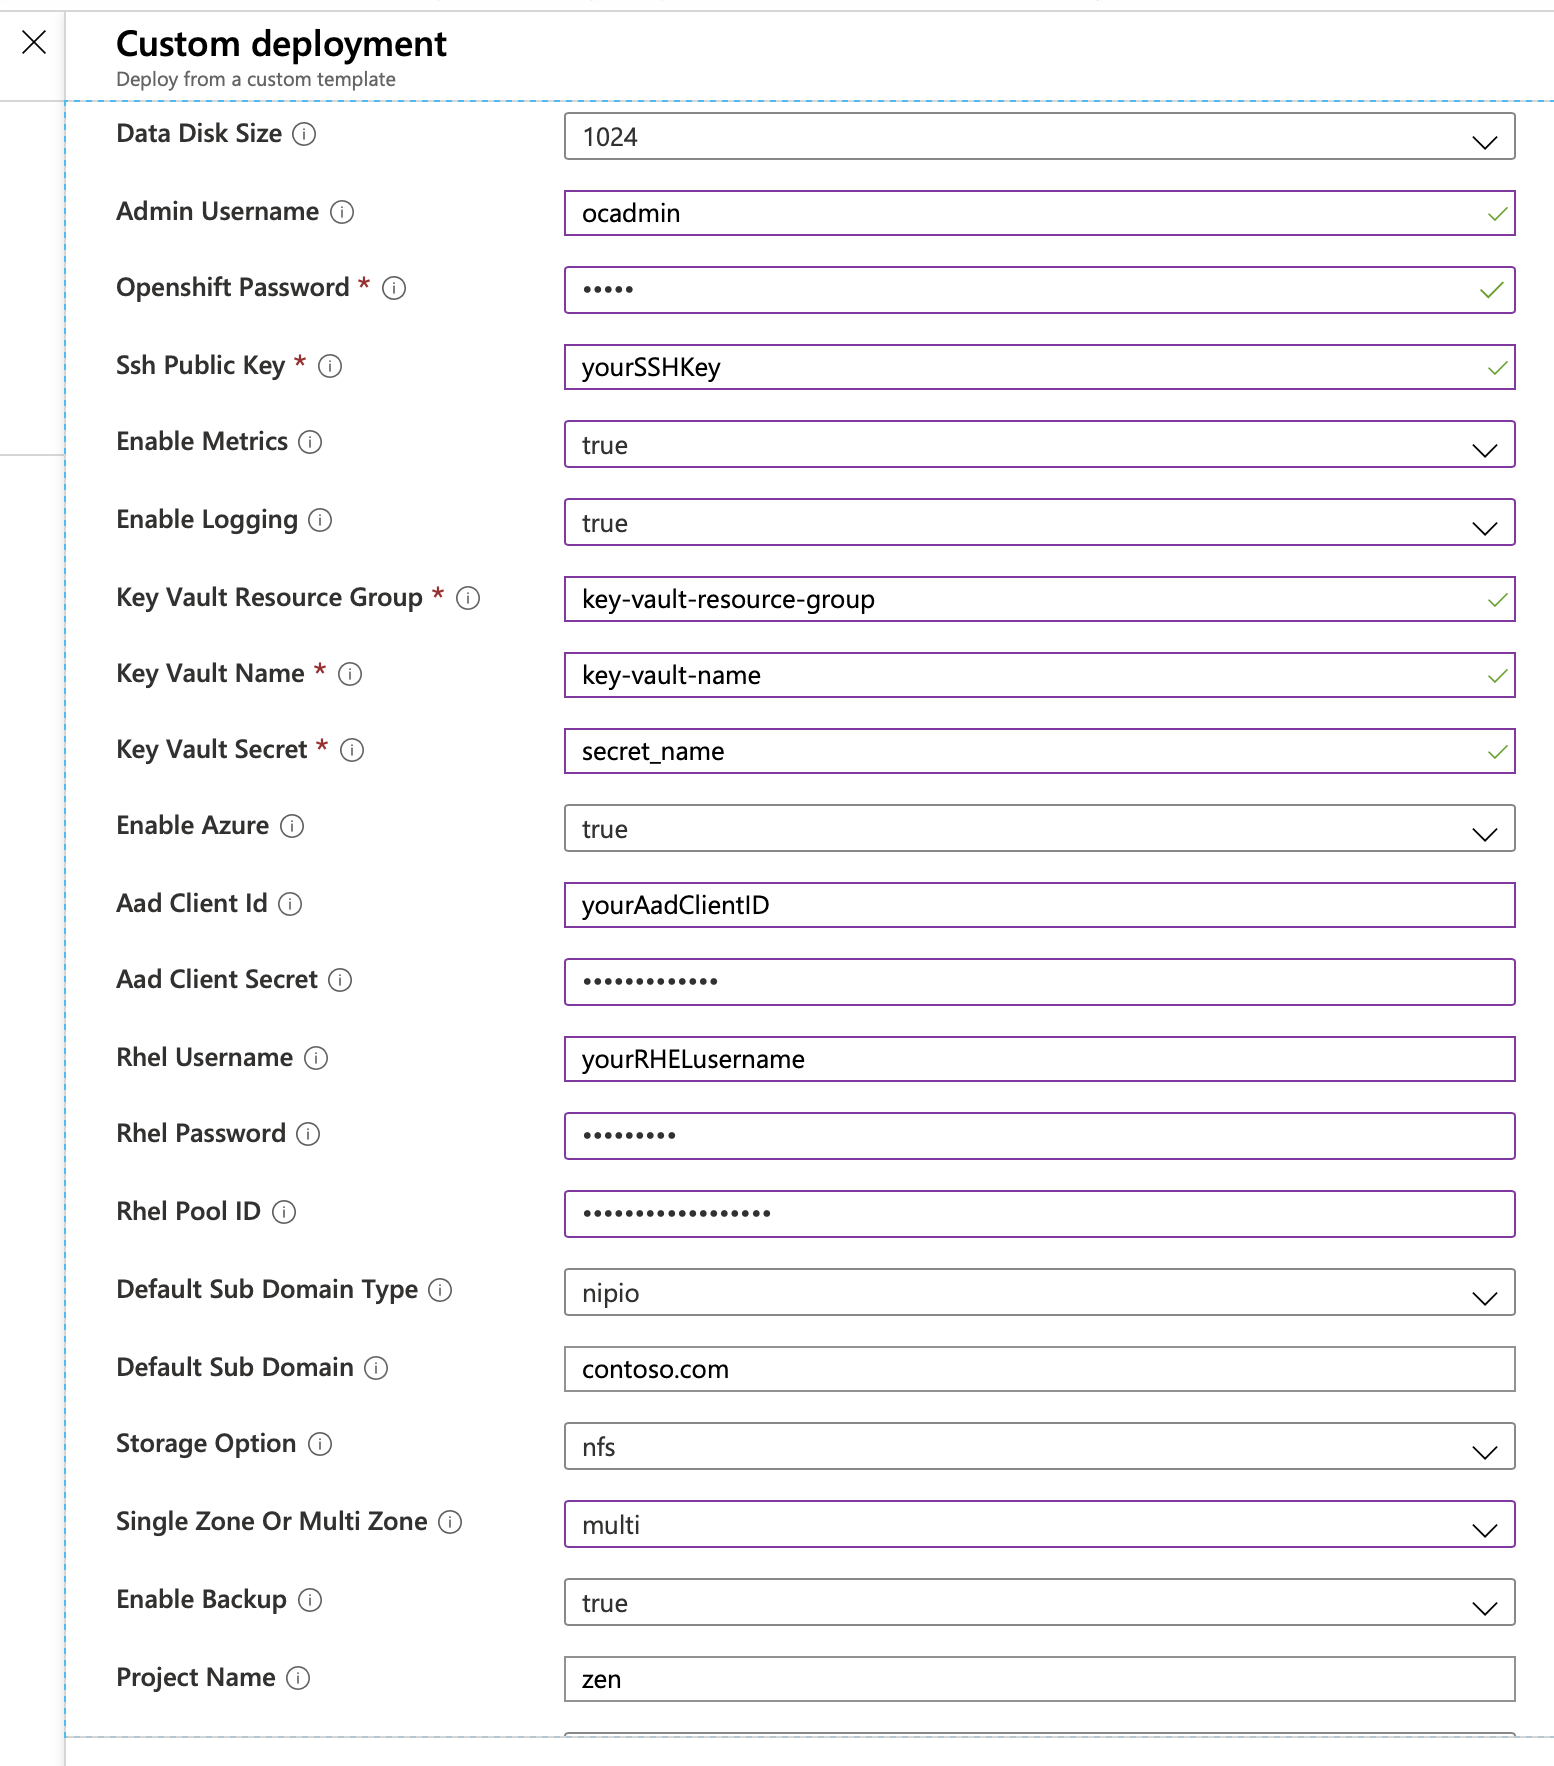 Custom deployment
Deploy from a custom template
Data Disk Size
1024
Admin Username
ocadmin
Openshift Password *
•••••
Ssh Public Key *
yourSSHKey
Enable Metrics
true
Enable Logging
true
Key Vault Resource Group *
key-vault-resource-group
Key Vault Name *
key-vault-name
Key Vault Secret *
secret_name
Enable Azure
true
Aad Client Id
yourAadClientID
Aad Client Secret
•••••••••••••
Rhel Username
yourRHELusername
Rhel Password
•••••••••
Rhel Pool ID
••••••••••••••••••
Default Sub Domain Type
nipio
Default Sub Domain
contoso.com
Storage Option
nfs
Single Zone Or Multi Zone
multi
Enable Backup
true
Project Name
zen